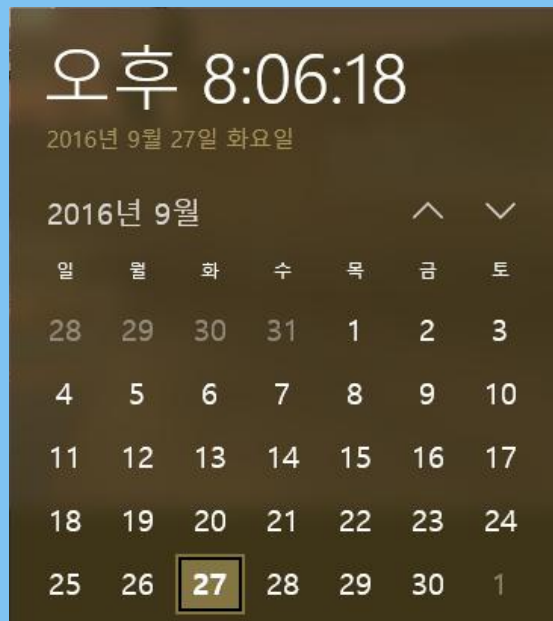 오후 8:06:18
2016년 9월 27일 화요일
2016년 9월
일 월 화 수 목 금 토
28 29 30 31 1 2 3
4 5 6 7 8 9 10
11 12 13 14 15 16 17
18 19 20 21 22 23 24
25 26 27 28 29 30 1